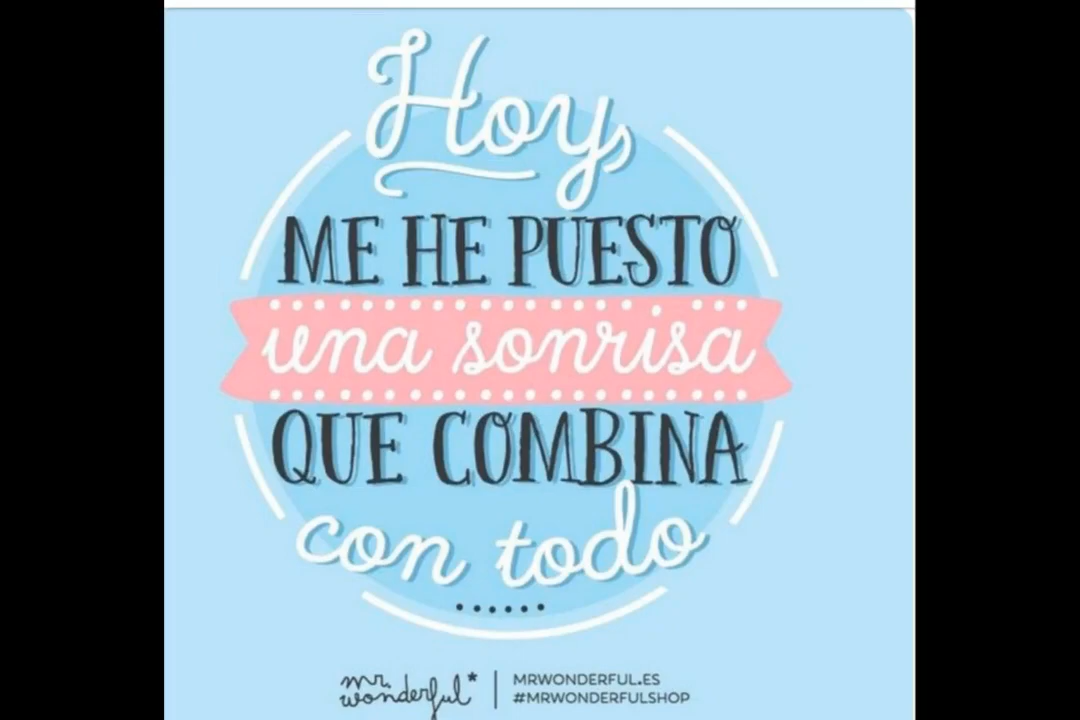 Hoy,
ME HE PUESTO
una sonrisa
QUE COMBINA
con todo
mr. wonderful* | MRWONDERFUL.ES
#MRWONDERFULSHOP